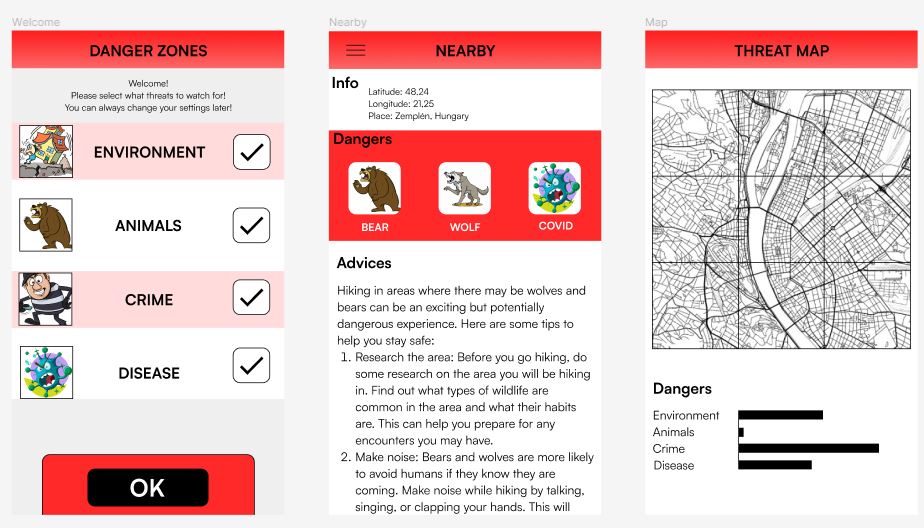 Welcome
DANGER ZONES
Welcome!
Please select what threats to watch for!
You can always change your settings later!
ENVIRONMENT
ANIMALS
CRIME
DISEASE
OK
Nearby
NEARBY
Info
Latitude: 48,24
Longitude: 21,25
Place: Zemplén, Hungary
Dangers
BEAR
WOLF
COVID
Advices
Hiking in areas where there may be wolves and
bears can be an exciting but potentially
dangerous experience. Here are some tips to
help you stay safe:
1. Research the area: Before you go hiking, do
some research on the area you will be hiking
in. Find out what types of wildlife are
common in the area and what their habits
are. This can help you prepare for any
encounters you may have.
2. Make noise: Bears and wolves are more likely
to avoid humans if they know they are
coming. Make noise while hiking by talking,
singing, or clapping your hands. This will
Map
THREAT MAP
Dangers
Environment
Animals
Crime
Disease